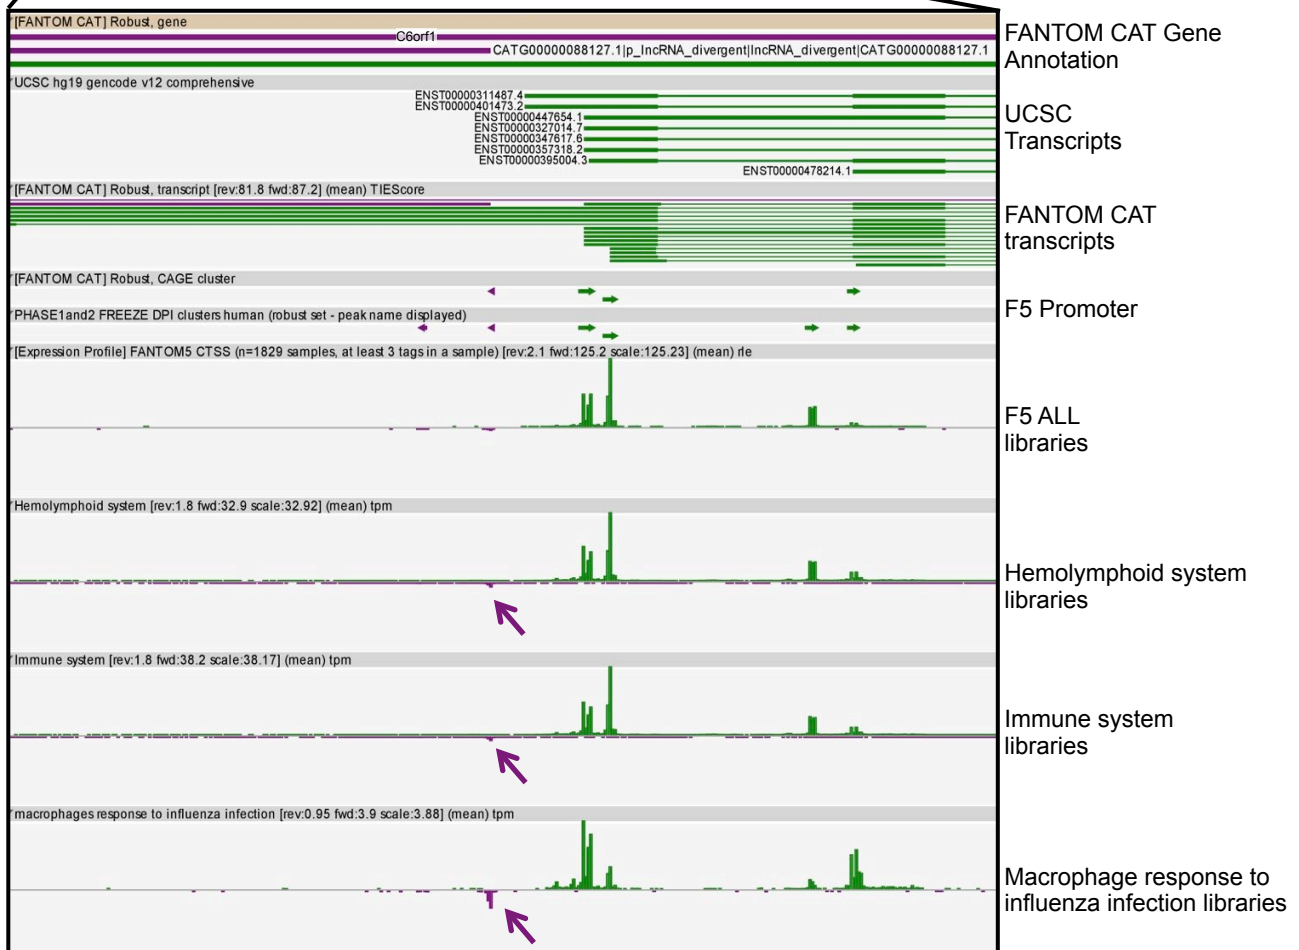 [FANTOM CAT] Robust, gene
C6orf1
CATG00000088127.1|p_lncRNA_divergent|lncRNA_divergent|CATG00000088127.1
FANTOM CAT Gene
Annotation
UCSC hg19 gencode v12 comprehensive
ENST00000311487.4
ENST00000401473.2
ENST00000447654.1
ENST00000327014.7
ENST00000347617.6
ENST00000357318.2
ENST00000395004.3
ENST00000478214.1
UCSC
Transcripts
[FANTOM CAT] Robust, transcript [rev:81.8 fwd:87.2] (mean) TIEScore
FANTOM CAT
transcripts
[FANTOM CAT] Robust, CAGE cluster
PHASE1and2 FREEZE DPI clusters human (robust set - peak name displayed)
F5 Promoter
[Expression Profile] FANTOM5 CTSS (n=1829 samples, at least 3 tags in a sample) [rev:2.1 fwd:125.2 scale:125.23] (mean) rle
F5 ALL
libraries
Hemolymphoid system [rev:1.8 fwd:32.9 scale:32.92] (mean) tpm
Hemolymphoid system
libraries
Immune system [rev:1.8 fwd:38.2 scale:38.17] (mean) tpm
Immune system
libraries
macrophages response to influenza infection [rev:0.95 fwd:3.9 scale:3.88] (mean) tpm
Macrophage response to
influenza infection libraries